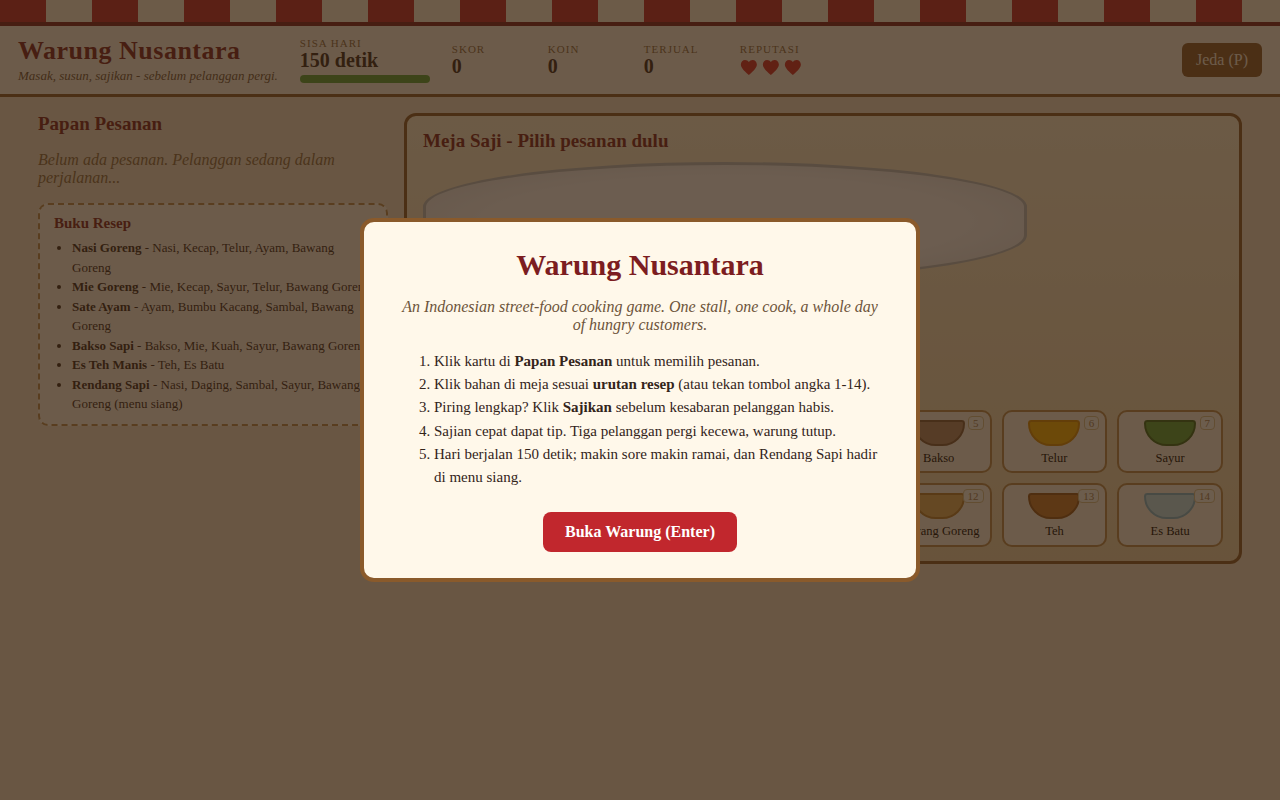 Warung Nusantara
Masak, susun, sajikan - sebelum pelanggan pergi.
SISA HARI
150 detik
SKOR
0
KOIN
0
TERJUAL
0
REPUTASI
Jeda (P)
Papan Pesanan
Belum ada pesanan. Pelanggan sedang dalam
perjalanan...
Buku Resep
Nasi Goreng - Nasi, Kecap, Telur, Ayam, Bawang
Goreng
Mie Goreng - Mie, Kecap, Sayur, Telur, Bawang
Sate Ayam - Ayam, Bumbu Kacang, Sambal, Bawang
Goreng
Bakso Sapi - Bakso, Mie, Kuah, Sayur, Bawang
Es Teh Manis - Teh, Es Batu
Rendang Sapi - Nasi, Daging, Sambal, Sayur, Bawang
Goreng (menu siang)
Meja Saji - Pilih pesanan dulu
Warung Nusantara
An Indonesian street-food cooking game. One stall, one cook, a whole day
of hungry customers.
1. Klik kartu di Papan Pesanan untuk memilih pesanan.
2. Klik bahan di meja sesuai urutan resep (atau tekan tombol angka 1-14).
3. Piring lengkap? Klik Sajikan sebelum kesabaran pelanggan habis.
4. Sajian cepat dapat tip. Tiga pelanggan pergi kecewa, warung tutup.
5. Hari berjalan 150 detik; makin sore makin ramai, dan Rendang Sapi hadir
di menu siang.
Buka Warung (Enter)
5
Bakso
6
Telur
7
Sayur
12
Goreng
13
Teh
14
Es Batu